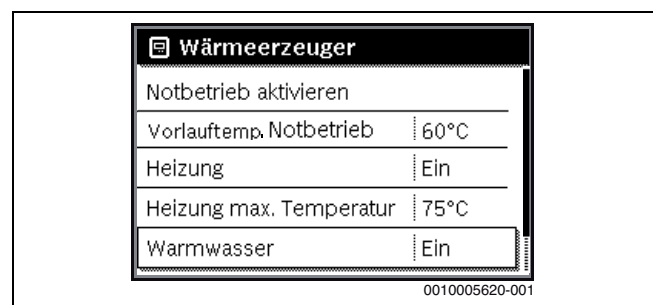 Wärmeerzeuger
Notbetrieb aktivieren
Vorlauftemp. Notbetrieb 60°C
Heizung Ein
Heizung max. Temperatur 75°C
Warmwasser Ein
0010005620-001